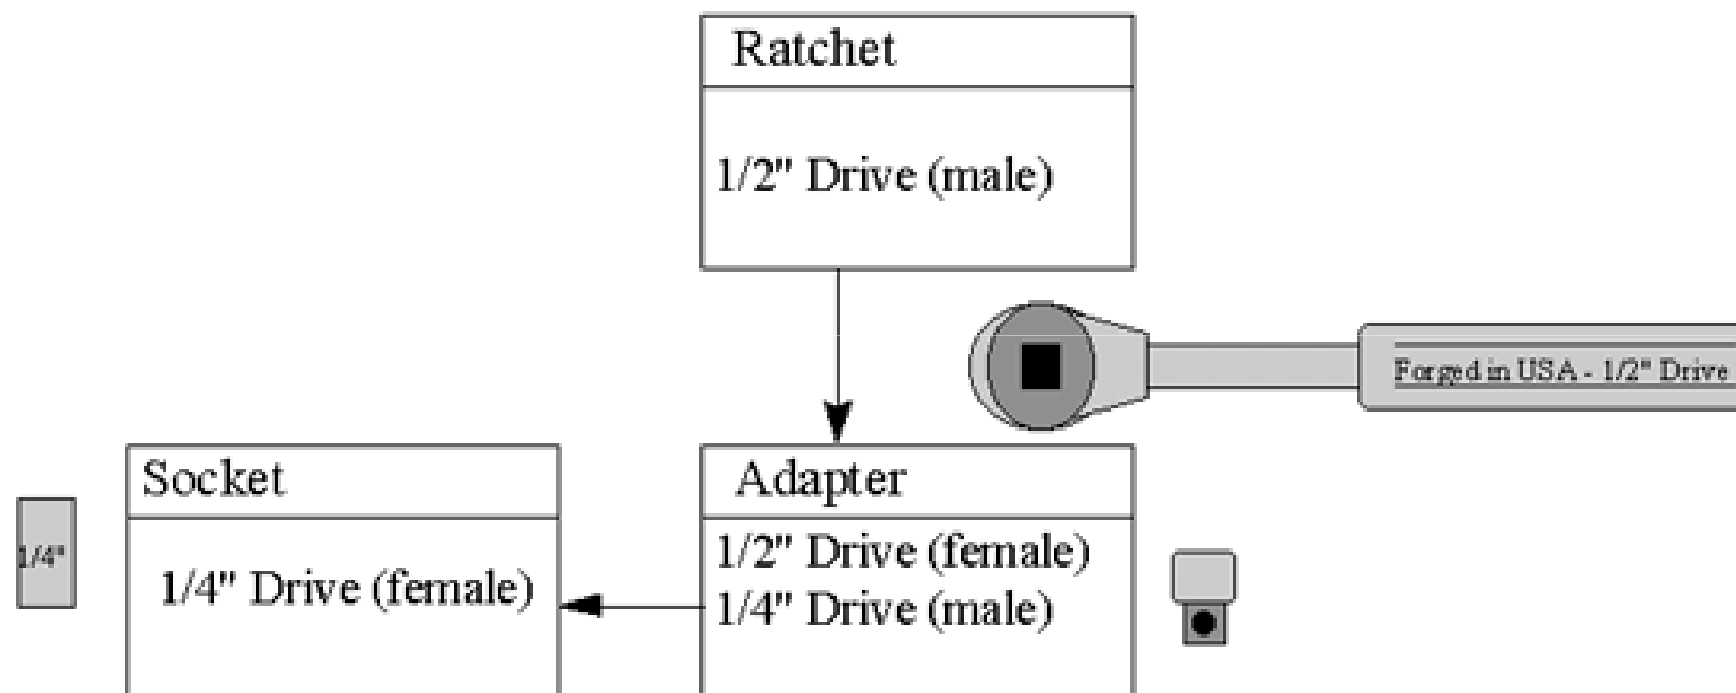 Ratchet
1/2" Drive (male)
Forged in USA - 1/2" Drive
Socket
Adapter
1/4"
1/4" Drive (female)
1/2" Drive (female)
1/4" Drive (male)